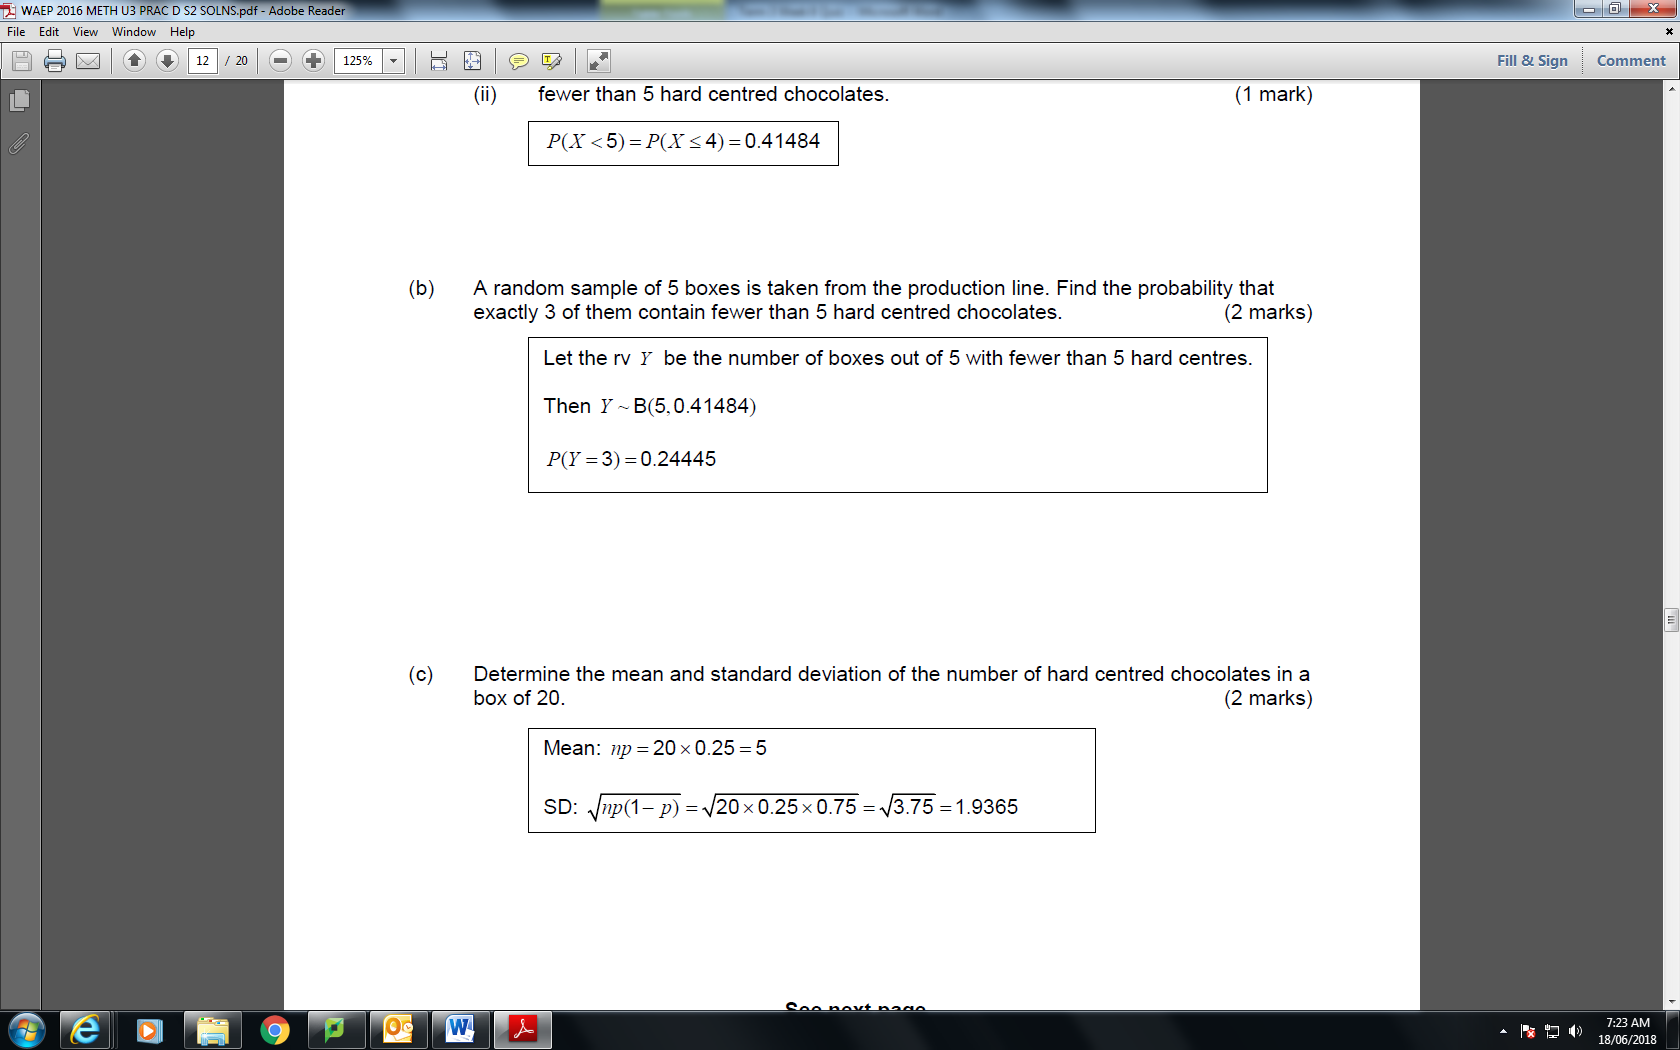 WAEP 2016 METH U3 PRAC D S2 SOLNS.pdf - Adobe Reader
File Edit View Window Help
12 / 20 125% Fill & Sign Comment
(ii) fewer than 5 hard centred chocolates. (1 mark)
P(X < 5) = P(X ≤ 4) = 0.41484
(b) A random sample of 5 boxes is taken from the production line. Find the probability that
exactly 3 of them contain fewer than 5 hard centred chocolates. (2 marks)
Let the rv Y be the number of boxes out of 5 with fewer than 5 hard centres.
Then Y ~ B(5, 0.41484)
P(Y = 3) = 0.24445
(c) Determine the mean and standard deviation of the number of hard centred chocolates in a
box of 20. (2 marks)
Mean: np = 20 × 0.25 = 5
SD: √np(1 − p) = √20 × 0.25 × 0.75 = √3.75 = 1.9365
See next page
7:23 AM
18/06/2018